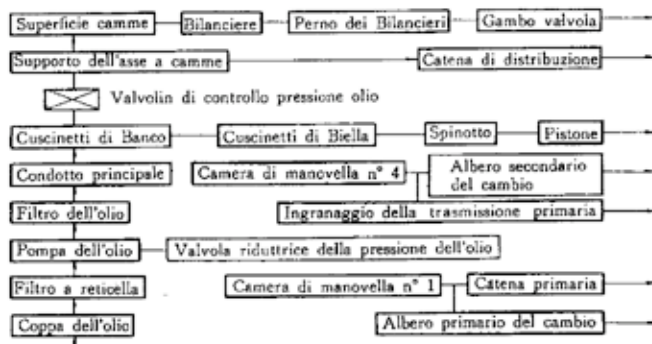 Superficie camme Bilanciere Perno dei Bilancieri Gambo valvola
Supporto dell'asse a camme Catena di distribuzione
Valvolin di controllo pressione olio
Cuscinetti di Banco Cuscinetti di Biella Spinotto Pistone
Condotto principale Camera di manovella n° 4 Albero secondario
del cambio
Filtro dell'olio Ingranaggio della trasmissione primaria
Pompa dell'olio Valvola riduttrice della pressione dell'olio
Filtro a reticella Camera di manovella n° 1 Catena primaria
Coppa dell'olio Albero primario del cambio